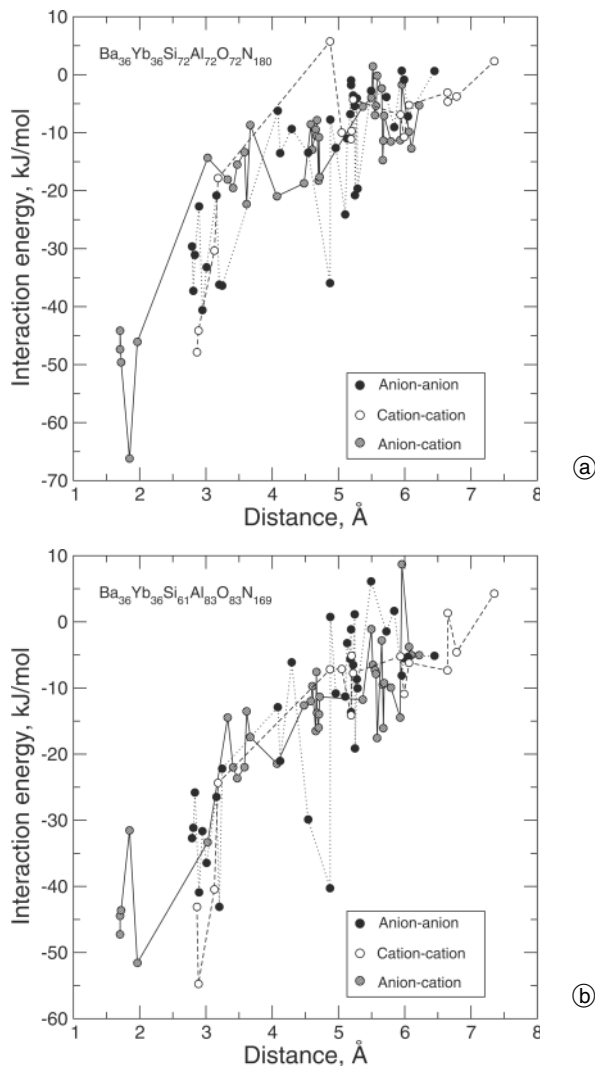 10
0
-10
-20
-30
-40
-50
-60
-70
Interaction energy, kJ/mol
Ba36Yb36Si72Al72O72N180
Anion-anion
Cation-cation
Anion-cation
1 2 3 4 5 6 7 8
Distance, Å
ⓐ
10
0
-10
-20
-30
-40
-50
-60
Interaction energy, kJ/mol
Ba36Yb36Si61Al83O83N169
Anion-anion
Cation-cation
Anion-cation
1 2 3 4 5 6 7 8
Distance, Å
ⓑ